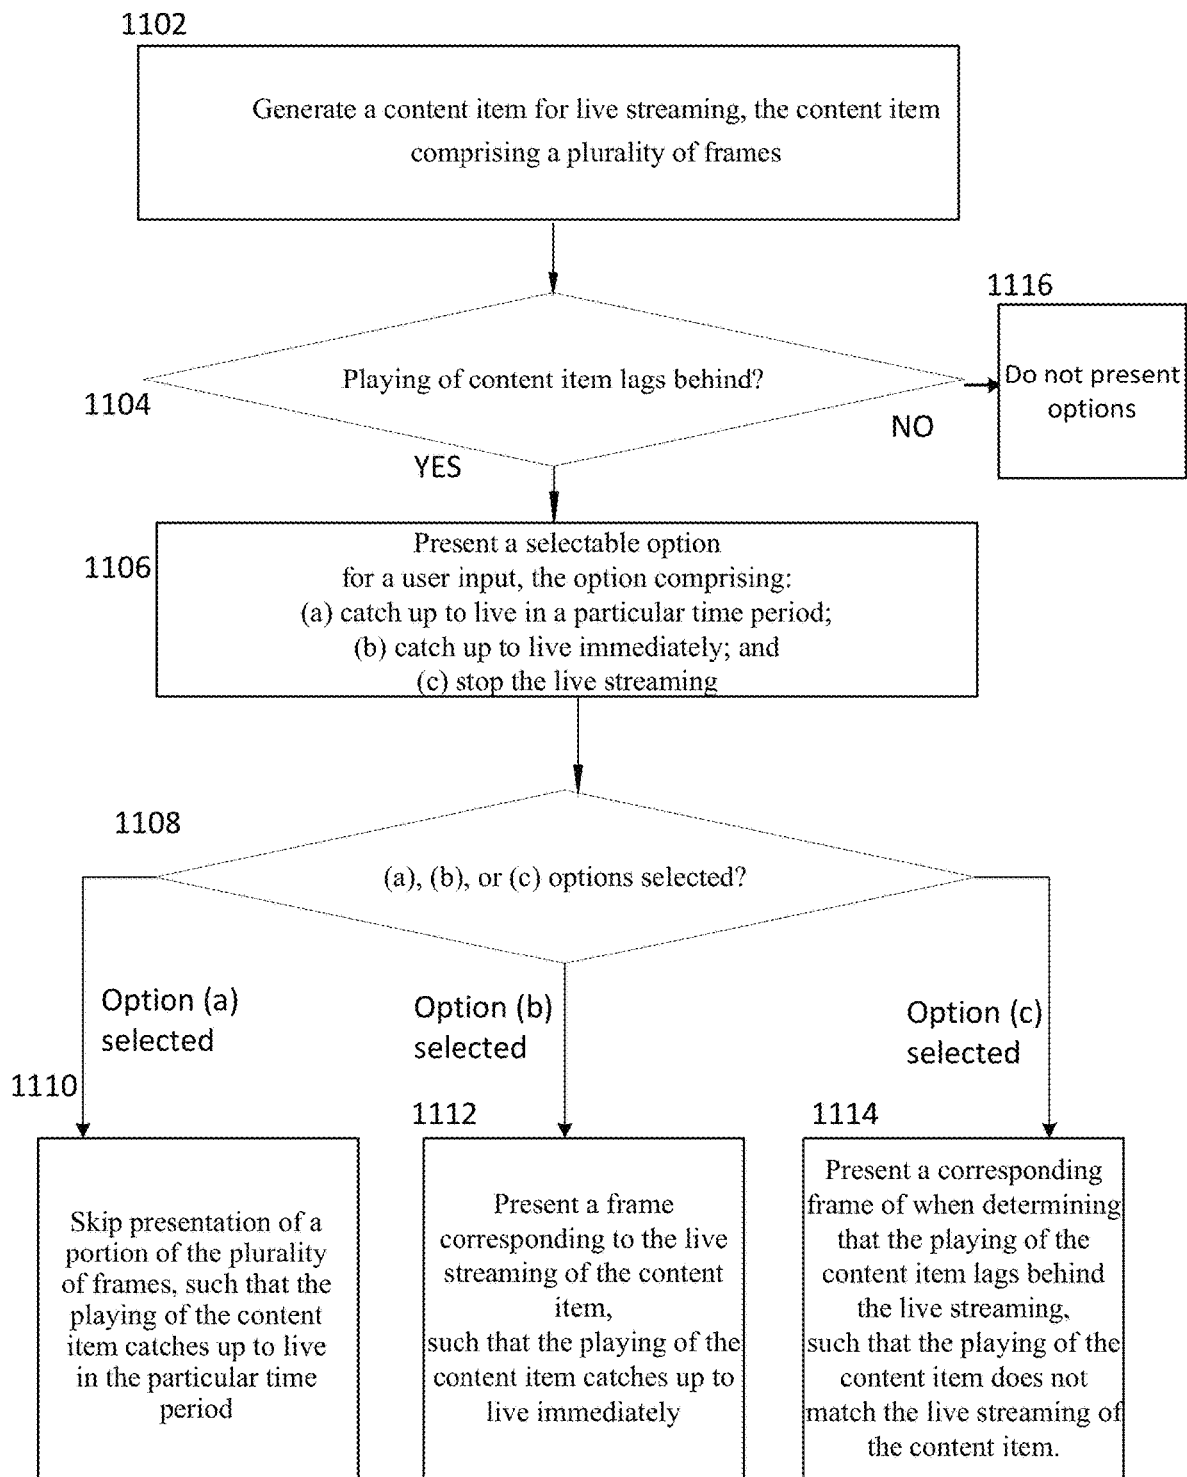 1102
Generate a content item for live streaming, the content item
comprising a plurality of frames
1116
Do not present
options
Playing of content item lags behind?
1104
NO
YES
1106
Present a selectable option
for a user input, the option comprising:
(a) catch up to live in a particular time period;
(b) catch up to live immediately; and
(c) stop the live streaming
1108
(a), (b), or (c) options selected?
Option (a)
selected
Option (b)
selected
Option (c)
selected
1110
Skip presentation of a
portion of the plurality
of frames, such that the
playing of the content
item catches up to live
in the particular time
period
1112
Present a frame
corresponding to the live
streaming of the content
item,
such that the playing of the
content item catches up to
live immediately
1114
Present a corresponding
frame of when determining
that the playing of the
content item lags behind
the live streaming,
such that the playing of the
content item does not
match the live streaming of
the content item.